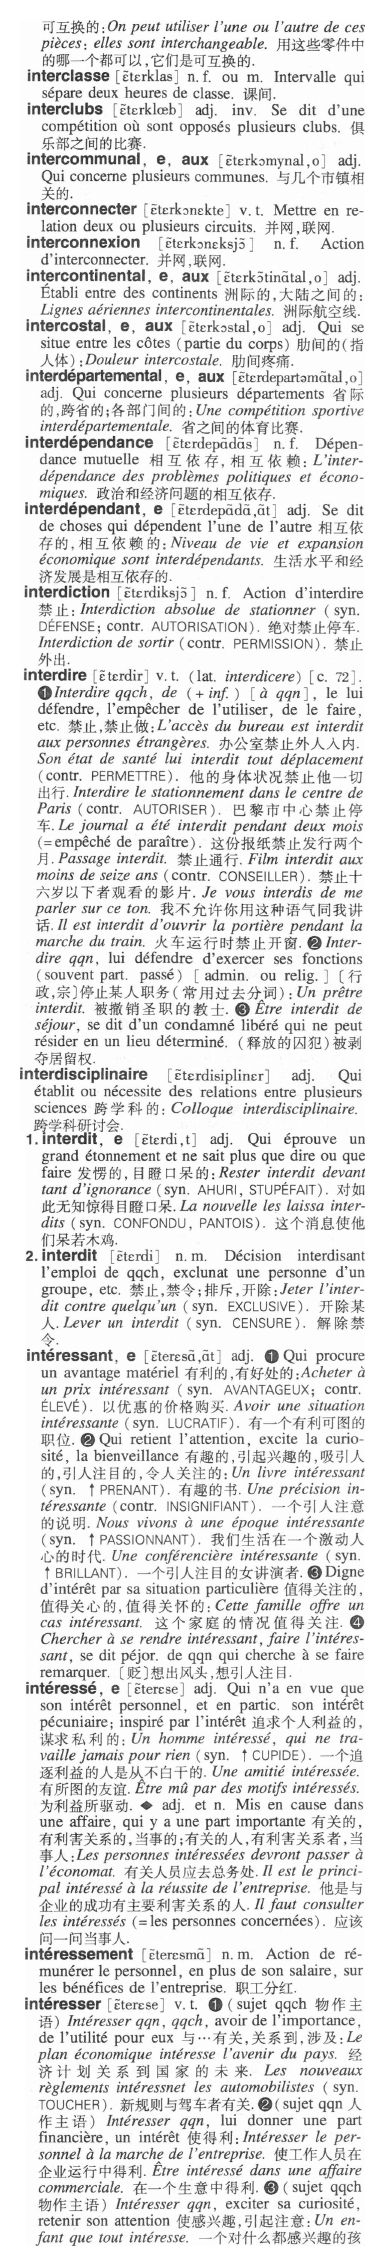 可互换的:On peut utiliser l'une ou l'autre de ces
pièces: elles sont interchangeable. 用这些零件中
的哪一个都可以,它们是可互换的.
interclasse [ɛ̃tɛrklas] n. f. ou m. Intervalle qui
sépare deux heures de classe. 课间.
interclubs [ɛ̃tɛrklœb] adj. inv. Se dit d'une
compétition où sont opposés plusieurs clubs. 俱
乐部之间的比赛.
intercommunal, e, aux [ɛ̃tɛrkɔmynal,o] adj.
Qui concerne plusieurs communes. 与几个市镇相
关的.
interconnecter [ɛ̃tɛrkɔnɛkte] v. t. Mettre en re-
lation deux ou plusieurs circuits. 并网,联网.
interconnexion [ɛ̃tɛrkɔnɛksjɔ̃] n. f. Action
d'interconnecter. 并网,联网.
intercontinental, e, aux [ɛ̃tɛrkɔ̃tinɑ̃tal,o] adj.
Établi entre des continents 洲际的,大陆之间的:
Lignes aériennes intercontinentales. 洲际航空线.
intercostal, e, aux [ɛ̃tɛrkɔstal,o] adj. Qui se
situe entre les côtes (partie du corps) 肋间的(指
人体):Douleur intercostale. 肋间疼痛.
interdépartemental, e, aux [ɛ̃tɛrdepartəmɑ̃tal,o]
adj. Qui concerne plusieurs départements 省际
的,跨省的;各部门间的:Une compétition sportive
interdépartementale. 省之间的体育比赛.
interdépendance [ɛ̃tɛrdepɑ̃dɑ̃s] n. f. Dépen-
dance mutuelle 相互依存,相互依赖:L'inter-
dépendance des problèmes politiques et écono-
miques. 政治和经济问题的相互依存.
interdépendant, e [ɛ̃tɛrdepɑ̃dɑ̃,ɑ̃t] adj. Se dit
de choses qui dépendent l'une de l'autre 相互依
存的,相互依赖的:Niveau de vie et expansion
économique sont interdépendants. 生活水平和经
济发展是相互依存的.
interdiction [ɛ̃tɛrdiksjɔ̃] n. f. Action d'interdire
禁止:Interdiction absolue de stationner (syn.
DÉFENSE; contr. AUTORISATION). 绝对禁止停车.
Interdiction de sortir (contr. PERMISSION). 禁止
外出.
interdire [ɛ̃tɛrdir] v. t. (lat. interdicere) [c. 72].
❶Interdire qqch, de (+inf.) [à qqn], le lui
défendre, l'empêcher de l'utiliser, de le faire,
etc. 禁止,禁止做:L'accès du bureau est interdit
aux personnes étrangères. 办公室禁止外人入内.
Son état de santé lui interdit tout déplacement
(contr. PERMETTRE). 他的身体状况禁止他一切
出行. Interdire le stationnement dans le centre de
Paris (contr. AUTORISER). 巴黎市中心禁止停
车. Le journal a été interdit pendant deux mois
(=empêché de paraître). 这份报纸禁止发行两个
月. Passage interdit. 禁止通行. Film interdit aux
moins de seize ans (contr. CONSEILLER). 禁止十
六岁以下者观看的影片. Je vous interdis de me
parler sur ce ton. 我不允许你用这种语气同我讲
话. Il est interdit d'ouvrir la portière pendant la
marche du train. 火车运行时禁止开窗. ❷ Inter-
dire qqn, lui défendre d'exercer ses fonctions
(souvent part. passé) [admin. ou relig.] [行
政,宗]停止某人职务(常用过去分词):Un prêtre
interdit. 被撤销圣职的教士. ❸ Être interdit de
séjour, se dit d'un condamné libéré qui ne peut
résider en un lieu déterminé. (释放的囚犯)被剥
夺居留权.
interdisciplinaire [ɛ̃tɛrdisiplinɛr] adj. Qui
établit ou nécessite des relations entre plusieurs
sciences 跨学科的: Colloque interdisciplinaire.
跨学科研讨会.
1. interdit, e [ɛ̃tɛrdi,t] adj. Qui éprouve un
grand étonnement et ne sait plus que dire ou que
faire 发愣的,目瞪口呆的:Rester interdit devant
tant d'ignorance (syn. AHURI, STUPÉFAIT). 对如
此无知惊得目瞪口呆. La nouvelle les laissa inter-
dits (syn. CONFONDU, PANTOIS). 这个消息使他
们呆若木鸡.
2. interdit [ɛ̃tɛrdi] n. m. Décision interdisant
l'emploi de qqch, exclunat une personne d'un
groupe, etc. 禁止,禁令;排斥,开除:Jeter l'inter-
dit contre quelqu'un (syn. EXCLUSIVE). 开除某
人. Lever un interdit (syn. CENSURE). 解除禁
令.
intéressant, e [ɛ̃terɛsɑ̃,ɑ̃t] adj. ❶ Qui procure
un avantage matériel 有利的,有好处的:Acheter à
un prix intéressant (syn. AVANTAGEUX; contr.
ÉLEVÉ). 以优惠的价格购买. Avoir une situation
intéressante (syn. LUCRATIF). 有一个有利可图的
职位. ❷ Qui retient l'attention, excite la curio-
sité, la bienveillance 有趣的,引起兴趣的,吸引人
的,引人注目的,令人关注的: Un livre intéressant
(syn. ↑PRENANT). 有趣的书. Une précision in-
téressante (contr. INSIGNIFIANT). 一个引人注意
的说明. Nous vivons à une époque intéressante
(syn. ↑PASSIONNANT). 我们生活在一个激动人
心的时代. Une conférencière intéressante (syn.
↑BRILLANT). 一个引人注目的女讲演者. ❸ Digne
d'intérêt par sa situation particulière 值得关注的,
值得关心的,值得关怀的: Cette famille offre un
cas intéressant. 这个家庭的情况值得关注. ❹
Chercher à se rendre intéressant, faire l'intéres-
sant, se dit péjor. de qqn qui cherche à se faire
remarquer. [贬]想出风头,想引人注目.
intéressé, e [ɛ̃terɛse] adj. Qui n'a en vue que
son intérêt personnel, et en partic. son intérêt
pécuniaire; inspiré par l'intérêt 追求个人利益的,
谋求私利的: Un homme intéressé, qui ne tra-
vaille jamais pour rien (syn. ↑CUPIDE). 一个追
逐利益的人是从不白干的. Une amitié intéressée.
有所图的友谊. Être mû par des motifs intéressés.
为利益所驱动. ◆ adj. et n. Mis en cause dans
une affaire, qui y a une part importante 有关的,
有利害关系的,当事的;有关的人,有利害关系者,当
事人:Les personnes intéressées devront passer à
l'économat. 有关人员应去总务处. Il est le princi-
pal intéressé à la réussite de l'entreprise. 他是与
企业的成功有主要利害关系的人. Il faut consulter
les intéressés (=les personnes concernées). 应该
问一问当事人.
intéressement [ɛ̃terɛsmɑ̃] n. m. Action de ré-
munérer le personnel, en plus de son salaire, sur
les bénéfices de l'entreprise. 职工分红.
intéresser [ɛ̃terɛse] v. t. ❶ (sujet qqch 物作主
语) Intéresser qqn, qqch, avoir de l'importance,
de l'utilité pour eux 与…有关,关系到,涉及:Le
plan économique intéresse l'avenir du pays. 经
济计划关系到国家的未来. Les nouveaux
règlements intéressnet les automobilistes (syn.
TOUCHER). 新规则与驾车者有关. ❷(sujet qqn 人
作主语) Intéresser qqn, lui donner une part
financière, un intérêt 使得利:Intéresser le per-
sonnel à la marche de l'entreprise. 使工作人员在
企业运行中得利. Être intéressé dans une affaire
commerciale. 在一个生意中得利. ❸ (sujet qqch
物作主语) Intéresser qqn, exciter sa curiosité,
retenir son attention 使感兴趣,引起注意:Un en-
fant que tout intéresse. 一个对什么都感兴趣的孩